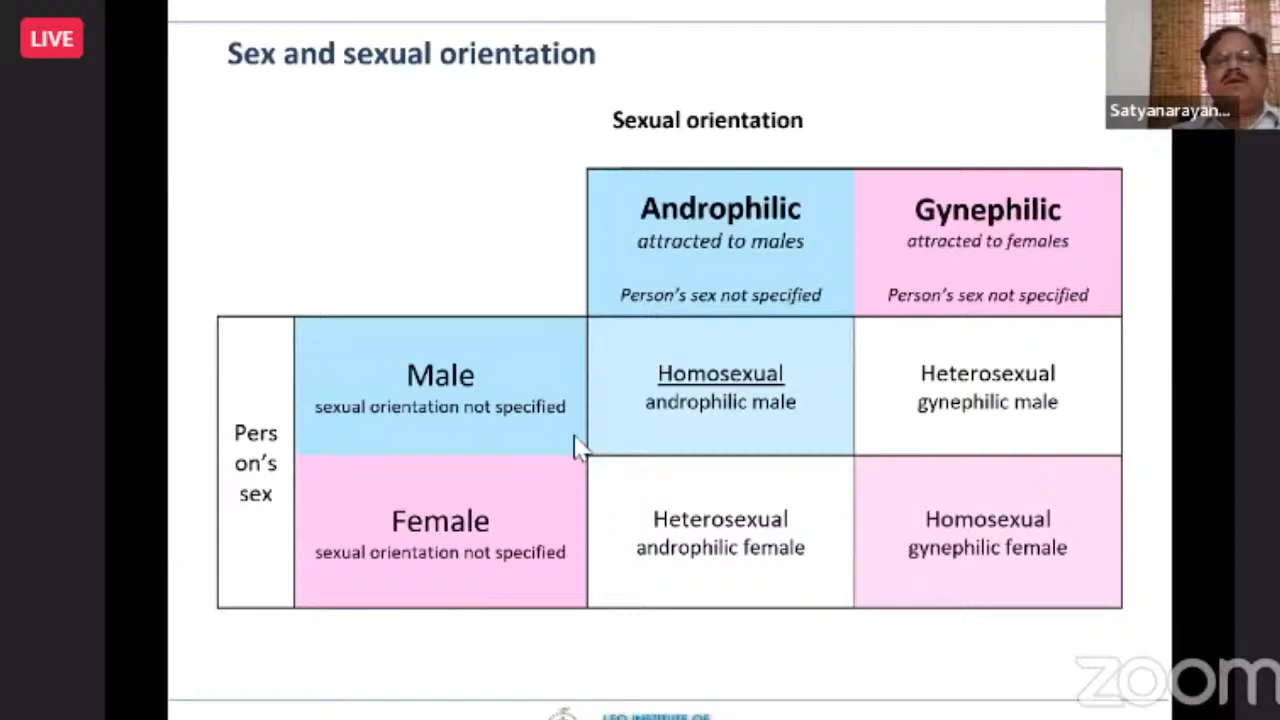 LIVE
Sex and sexual orientation
Satyanarayan...
Sexual orientation
Androphilic
attracted to males
Person's sex not specified
Gynephilic
attracted to females
Person's sex not specified
Pers
on's
sex
Male
sexual orientation not specified
Homosexual
androphilic male
Heterosexual
gynephilic male
Female
sexual orientation not specified
Heterosexual
androphilic female
Homosexual
gynephilic female
zoom